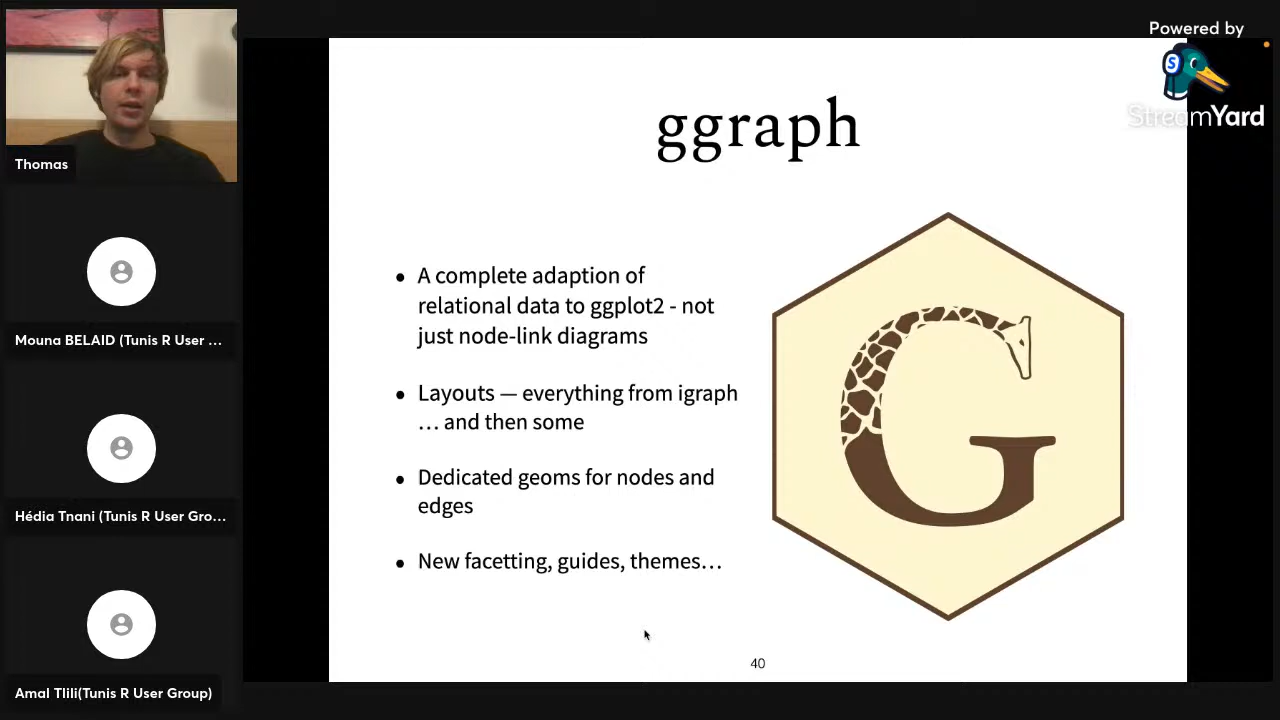 Powered by
S
StreamYard
Thomas
Mouna BELAID (Tunis R User ...
Hédia Tnani (Tunis R User Gro...
Amal Tlili(Tunis R User Group)
ggraph
• A complete adaption of
relational data to ggplot2 - not
just node-link diagrams
• Layouts — everything from igraph
… and then some
• Dedicated geoms for nodes and
edges
• New facetting, guides, themes…
G
40